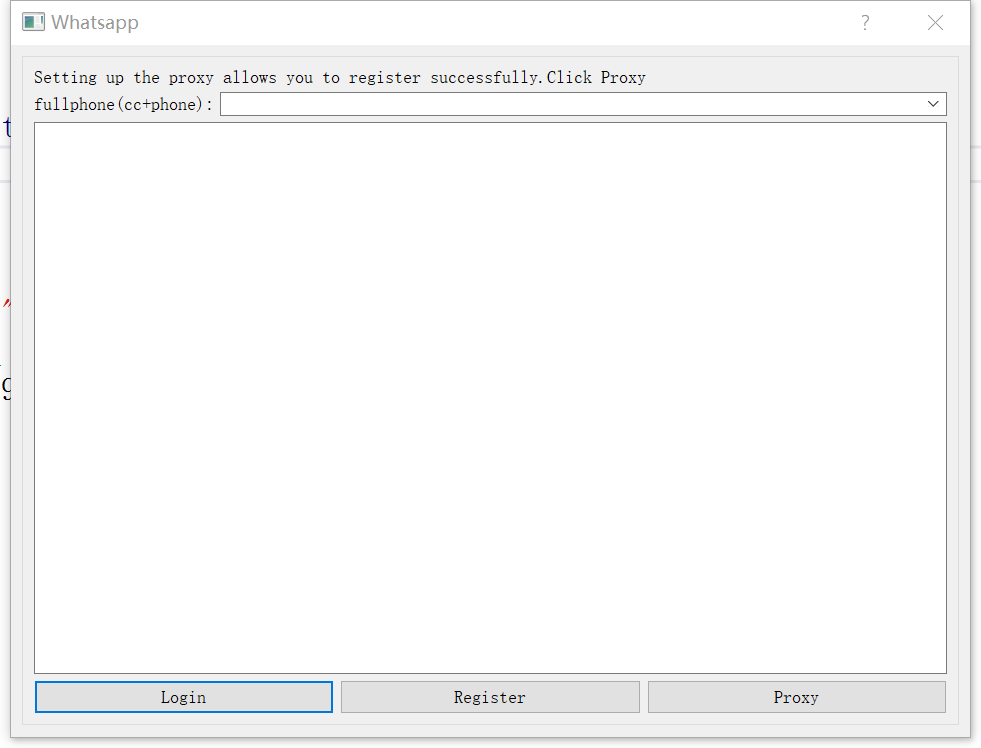 Whatsapp
?
Setting up the proxy allows you to register successfully.Click Proxy
fullphone(cc+phone):
t
g
Login
Register
Proxy